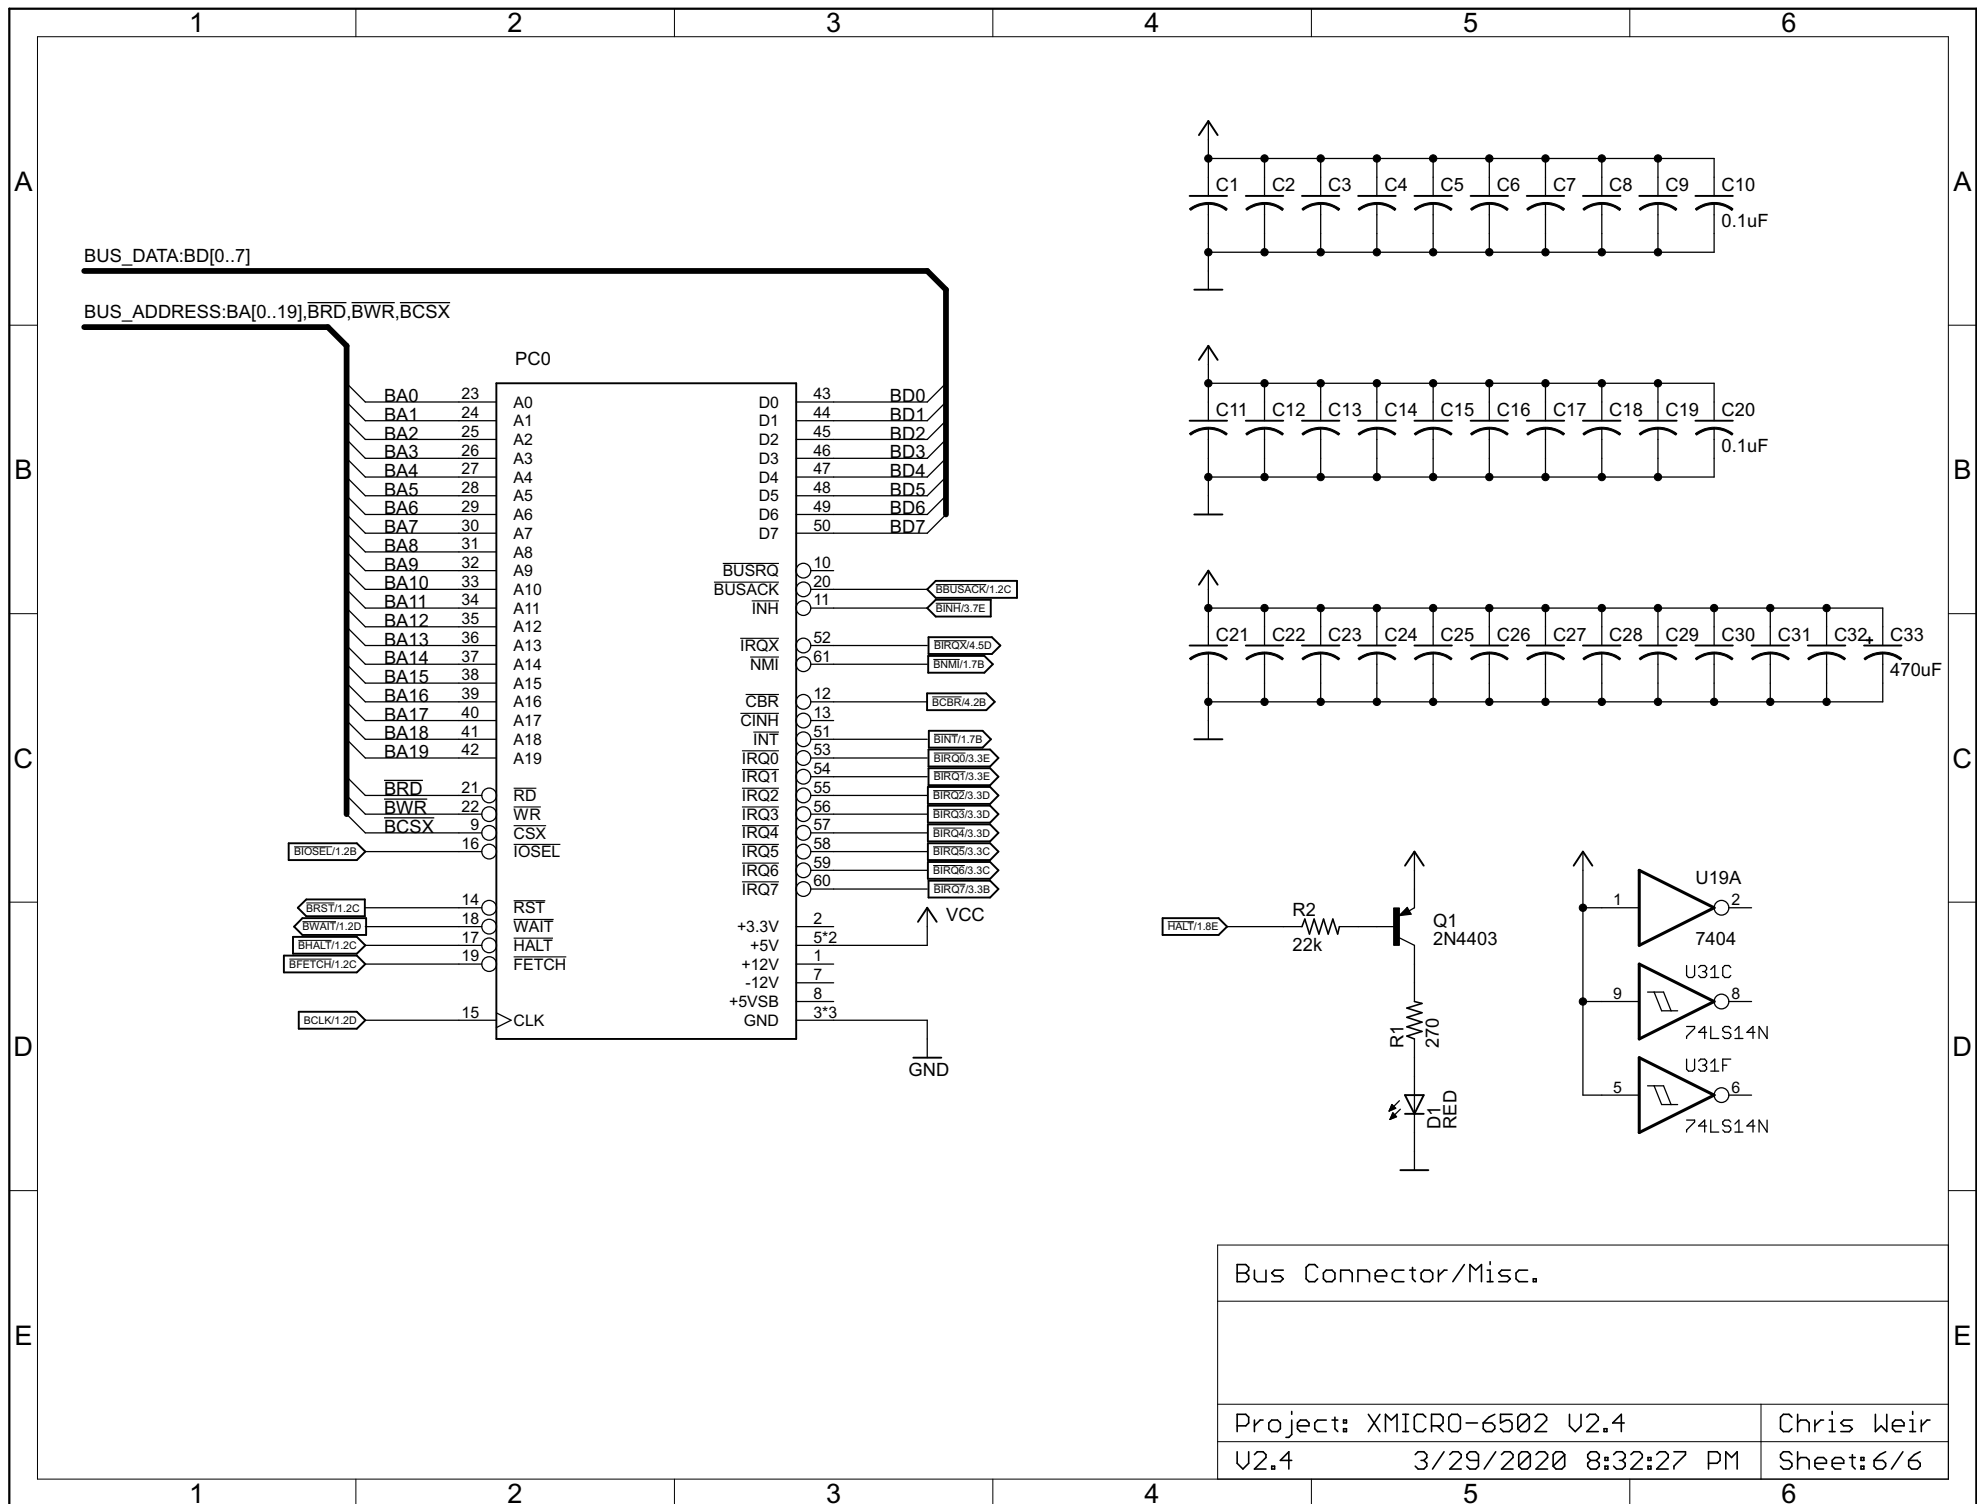 1 2 3 4 5 6
A A
BUS_DATA:BD[0..7]
BUS_ADDRESS:BA[0..19],BRD,BWR,BCSX
C1 C2 C3 C4 C5 C6 C7 C8 C9 C10
0.1uF
B B
PC0
BA0 23 A0 D0 43 BD0
BA1 24 A1 D1 44 BD1
BA2 25 A2 D2 45 BD2
BA3 26 A3 D3 46 BD3
BA4 27 A4 D4 47 BD4
BA5 28 A5 D5 48 BD5
BA6 29 A6 D6 49 BD6
BA7 30 A7 D7 50 BD7
BA8 31 A8
BA9 32 A9 BUSRQ 10
BA10 33 A10 BUSACK 20 BBUSACK/1.2C
BA11 34 A11 INH 11 BINH/3.7E
BA12 35 A12
BA13 36 A13 IRQX 52 BIRQX/4.5D
BA14 37 A14 NMI 61 BNMI/1.7B
BA15 38 A15
BA16 39 A16 CBR 12 BCBR/4.2B
BA17 40 A17 CINH 13
BA18 41 A18 INT 51 BINT/1.7B
BA19 42 A19 IRQ0 53 BIRQ0/3.3E
IRQ1 54 BIRQ1/3.3E
BRD 21 RD IRQ2 55 BIRQ2/3.3D
BWR 22 WR IRQ3 56 BIRQ3/3.3D
BCSX 9 CSX IRQ4 57 BIRQ4/3.3D
BIOSEL/1.2B 16 IOSEL IRQ5 58 BIRQ5/3.3C
IRQ6 59 BIRQ6/3.3C
IRQ7 60 BIRQ7/3.3B
BRST/1.2C 14 RST
VCC
BWAIT/1.2D 18 WAIT +3.3V 2
BHALT/1.2C 17 HALT +5V 5*2
BFETCH/1.2C 19 FETCH +12V 1
-12V 7
+5VSB 8
BCLK/1.2D 15 CLK GND 3*3
GND
C11 C12 C13 C14 C15 C16 C17 C18 C19 C20
0.1uF
C21 C22 C23 C24 C25 C26 C27 C28 C29 C30 C31 C32 + C33
470uF
C C
HALT/1.8E
R2
22k
Q1
2N4403
R1
270
D1
RED
U19A
1 2
7404
U31C
9 8
74LS14N
U31F
5 6
74LS14N
D D
Bus Connector/Misc.
E E
Project: XMICRO-6502 V2.4 Chris Weir
V2.4 3/29/2020 8:32:27 PM Sheet:6/6
1 2 3 4 5 6